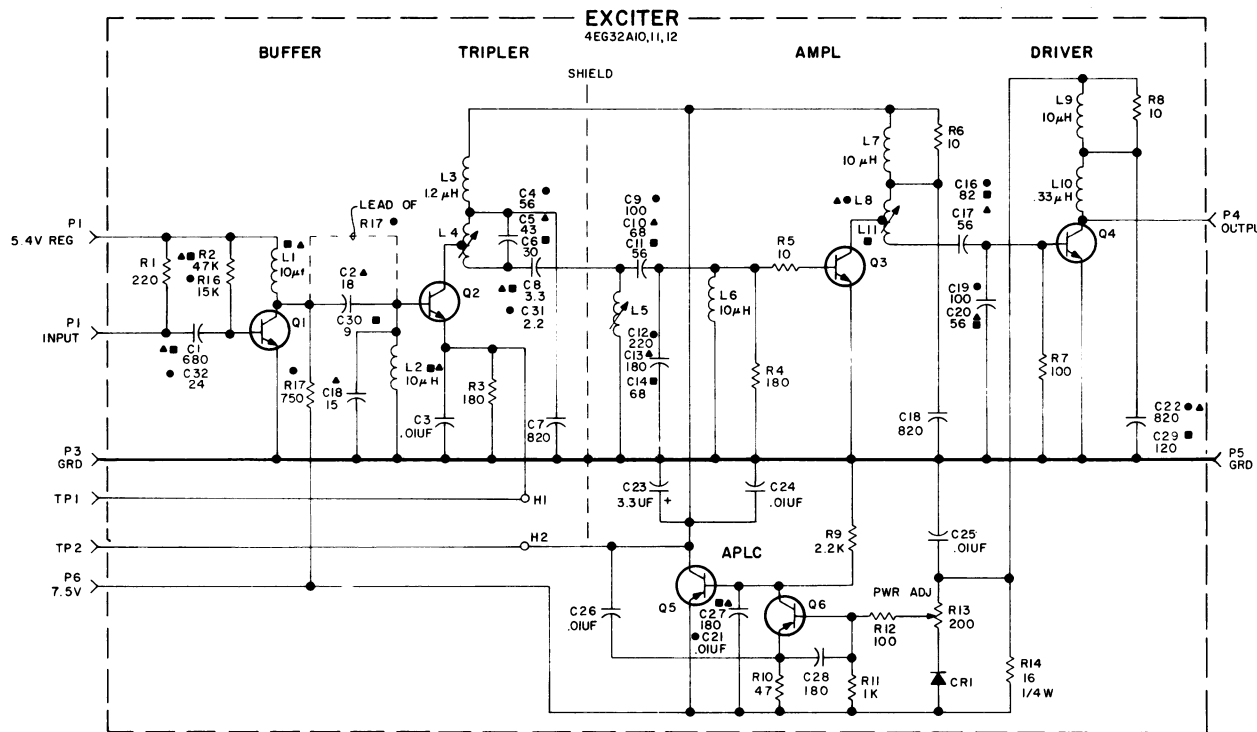 EXCITER
4EG32A10,11,12
BUFFER
TRIPLER
AMPL
DRIVER
SHIELD
LEAD OF
R17 ●
P1
5.4V REG
R1
220
▲■ R2
47K
● R16
15K
■▲
L1
10μf
C2 ▲
18
C30 ■
9
Q1
P1
INPUT
C1
▲■ 680
● C32
24
●
R17
750
▲
C18
15
L2 ■▲
10μH
L3
1.2 μH
L4
Q2
C4 ●
56
C5 ▲
43
C6 ■
30
C8 ▲■
3.3
● C31
2.2
C3
.01UF
R3
180
C7
820
C9 ●
100
C10 ▲
68
C11 ■
56
L5
C12 ●
220
C13 ▲
180
C14 ■
68
L6
10μH
R4
180
R5
10
Q3
L7
10 μH
R6
10
▲● L8
L11
■
C18
820
C16 ●
82 ■
C17 ▲
56
C19 ●
100
C20 ▲
56 ■
R7
100
L9
10μH
R8
10
L10
.33μH
Q4
P4
OUTPU
C22 ●▲
820
C29 ■
120
P3
GRD
P5
GRD
TP1
H1
TP2
H2
P6
7.5V
C23
3.3UF
+
C24
.01UF
APLC
R9
2.2K
C25
.01UF
C26
.01UF
Q5
■▲
C27
180
● C21
.01UF
Q6
PWR ADJ
R12
100
R13
200
R10
47
C28
180
R11
1K
CR1
R14
16
1/4W